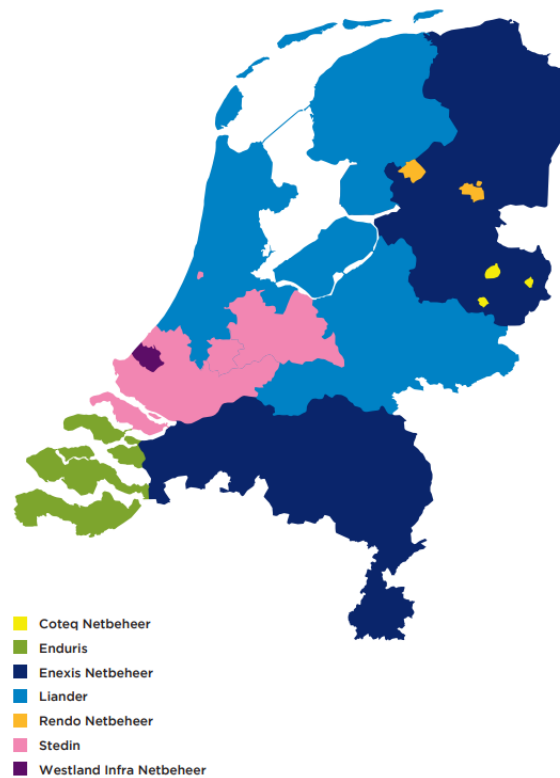 Coteq Netbeheer
Enduris
Enexis Netbeheer
Liander
Rendo Netbeheer
Stedin
Westland Infra Netbeheer